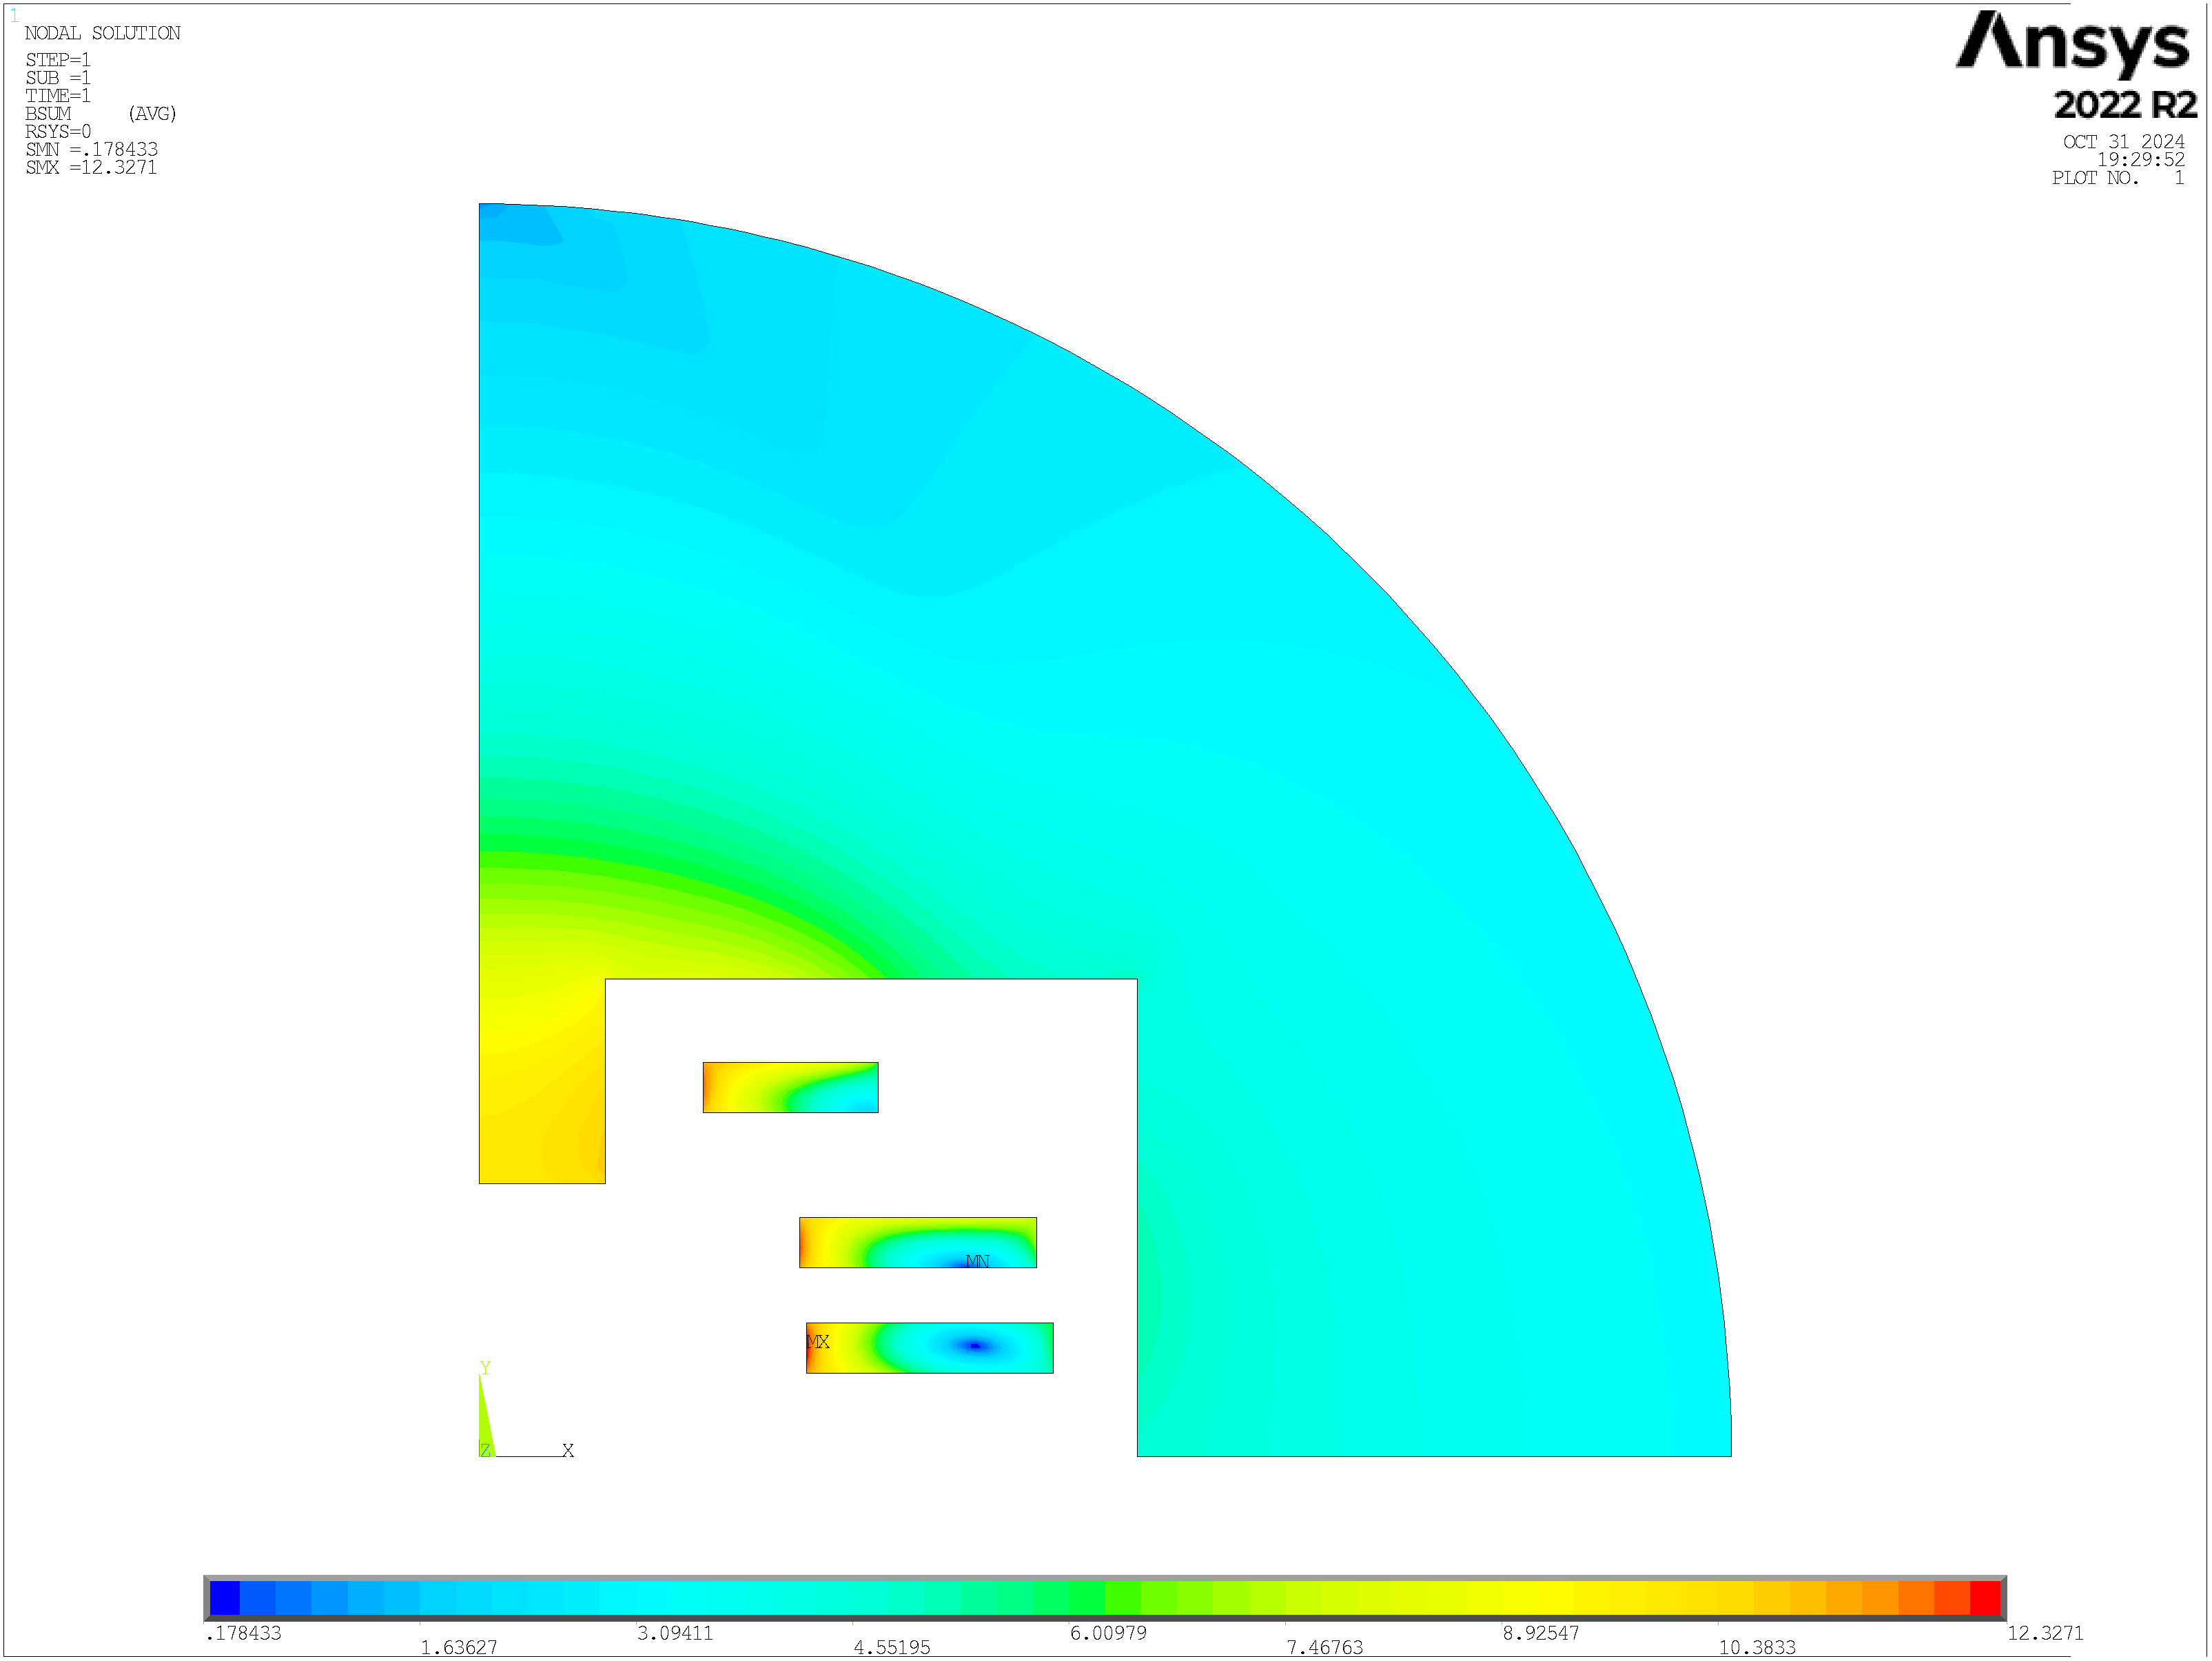 1
NODAL SOLUTION
STEP=1
SUB =1
TIME=1
BSUM (AVG)
RSYS=0
SMN =.178433
SMX =12.3271
Ansys
2022 R2
OCT 31 2024
19:29:52
PLOT NO. 1
MN
MX
Y
Z
X
.178433
1.63627
3.09411
4.55195
6.00979
7.46763
8.92547
10.3833
12.3271